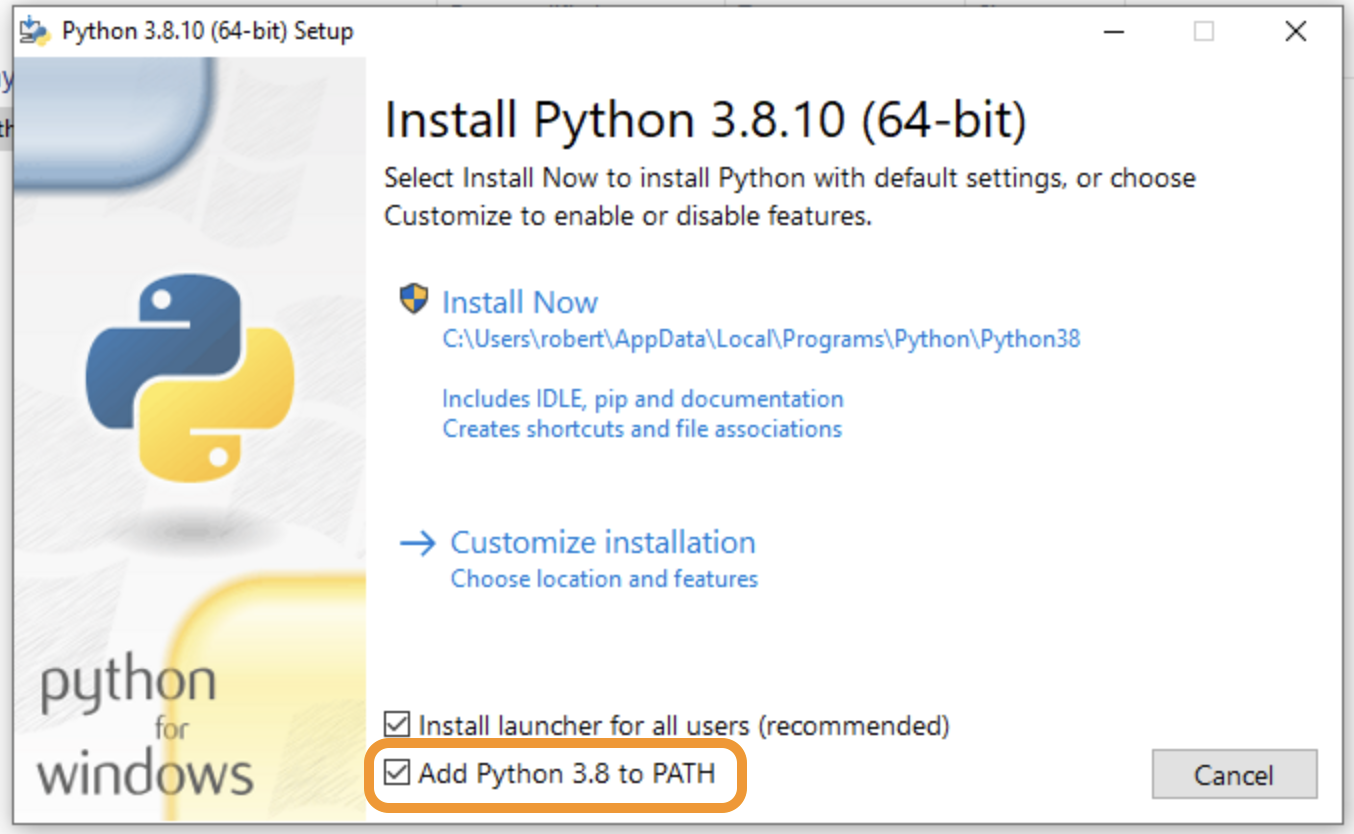 Python 3.8.10 (64-bit) Setup
Install Python 3.8.10 (64-bit)
Select Install Now to install Python with default settings, or choose
Customize to enable or disable features.
Install Now
C:\Users\robert\AppData\Local\Programs\Python\Python38
Includes IDLE, pip and documentation
Creates shortcuts and file associations
Customize installation
Choose location and features
python
for
windows
Install launcher for all users (recommended)
Add Python 3.8 to PATH
Cancel